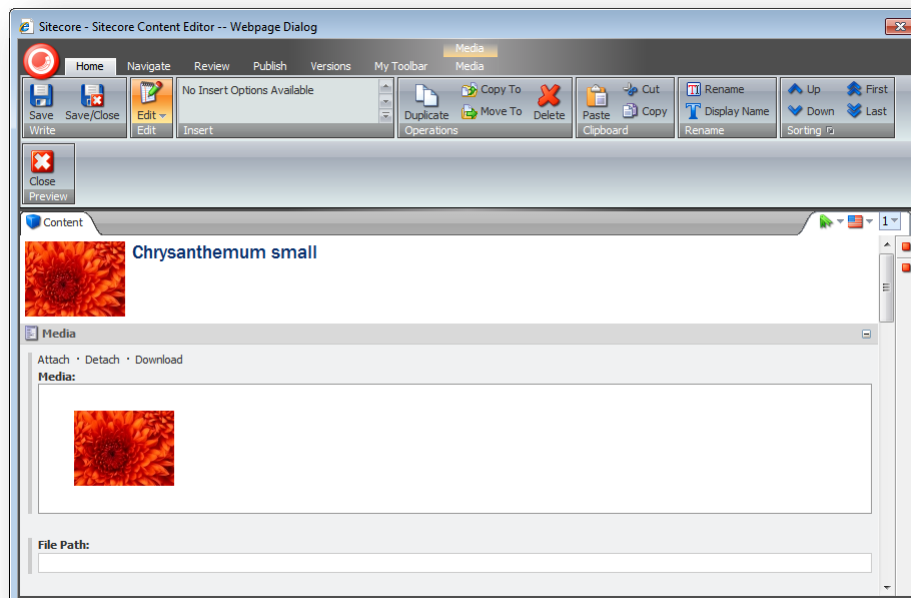 Sitecore - Sitecore Content Editor -- Webpage Dialog
Media
Home Navigate Review Publish Versions My Toolbar Media
No Insert Options Available
Save Save/Close Edit Duplicate Copy To Move To Delete Paste Cut Copy Rename Display Name Up Down First Last
Write Edit Insert Operations Clipboard Rename Sorting
Close
Preview
Content 1
Chrysanthemum small
Media
Attach · Detach · Download
Media:
File Path: